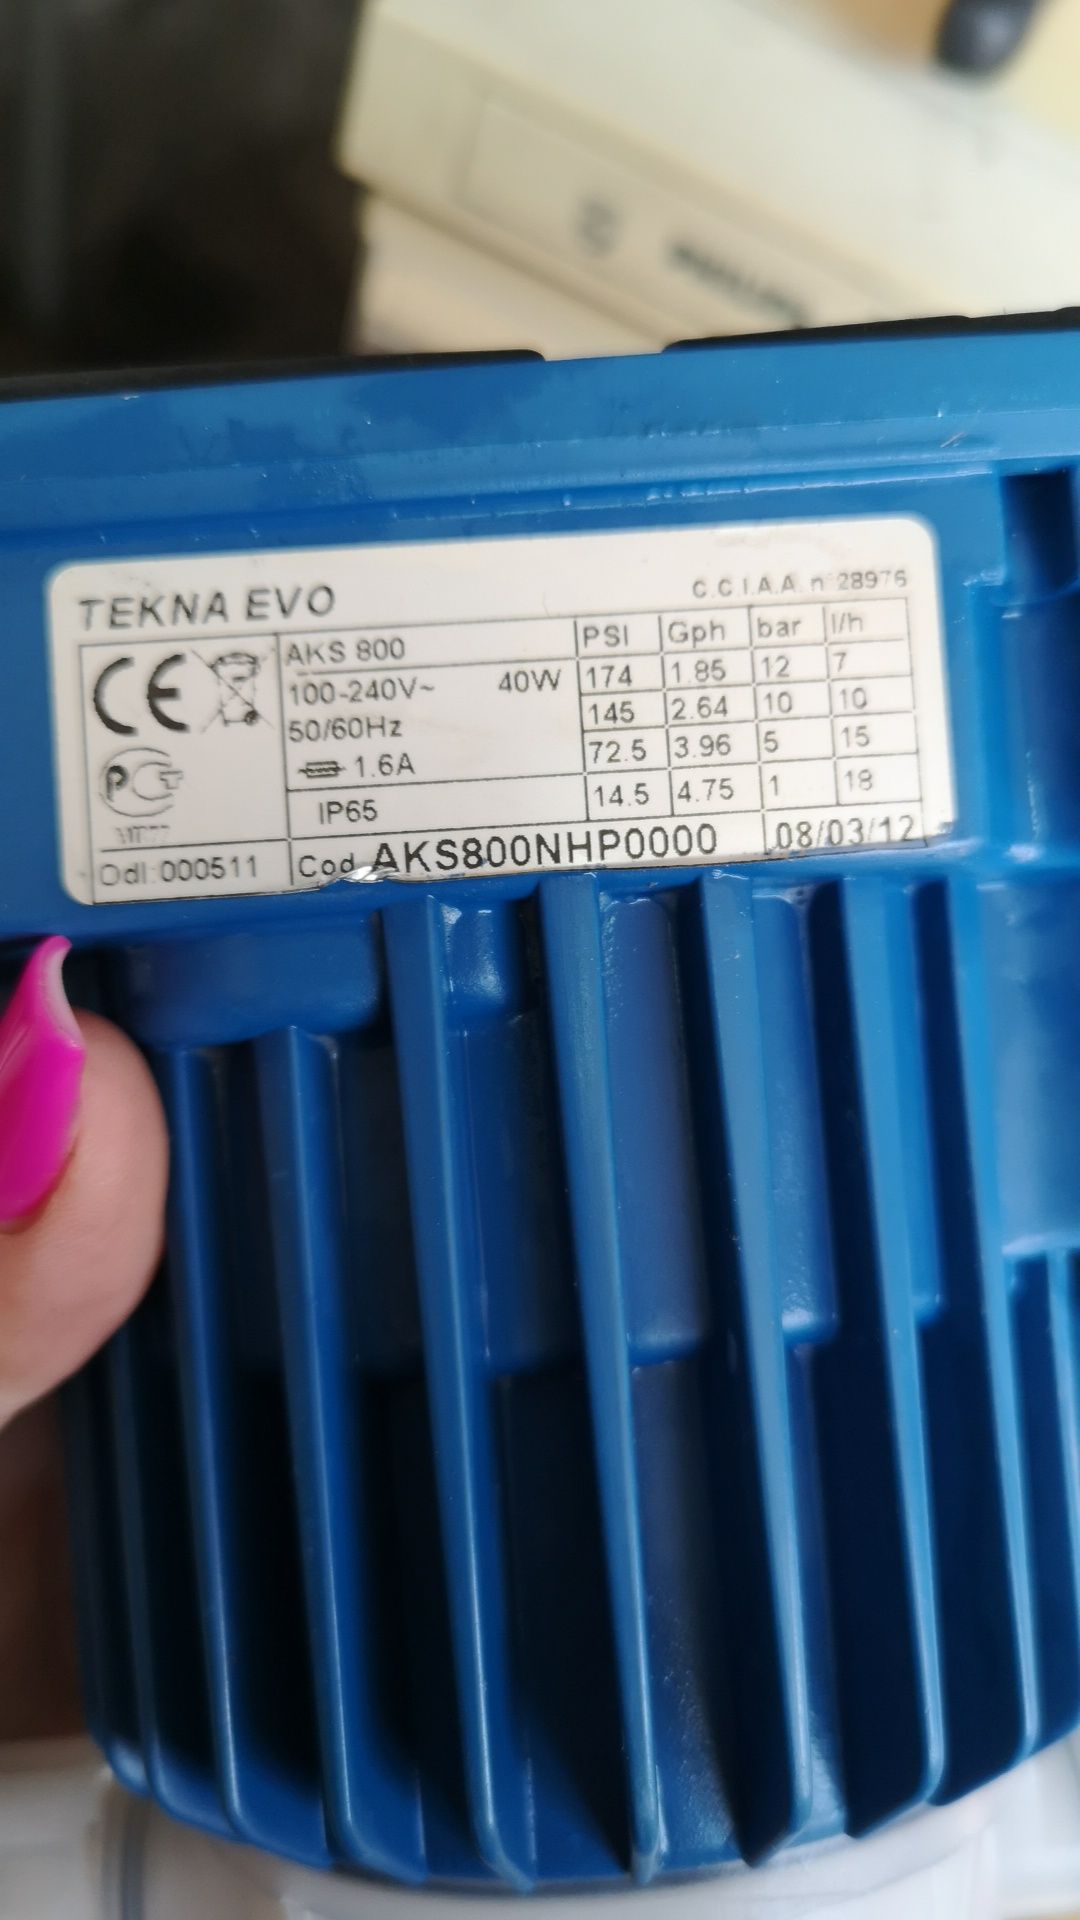 TEKNA EVO
C.C.I.A.A. n°28976
AKS 800
100-240V~ 40W
50/60Hz
1.6A
IP65
PSI Gph bar l/h
174 1.85 12 7
145 2.64 10 10
72.5 3.96 5 15
14.5 4.75 1 18
CE
PCT
Odl:000511
Cod. AKS800NHP0000
08/03/12